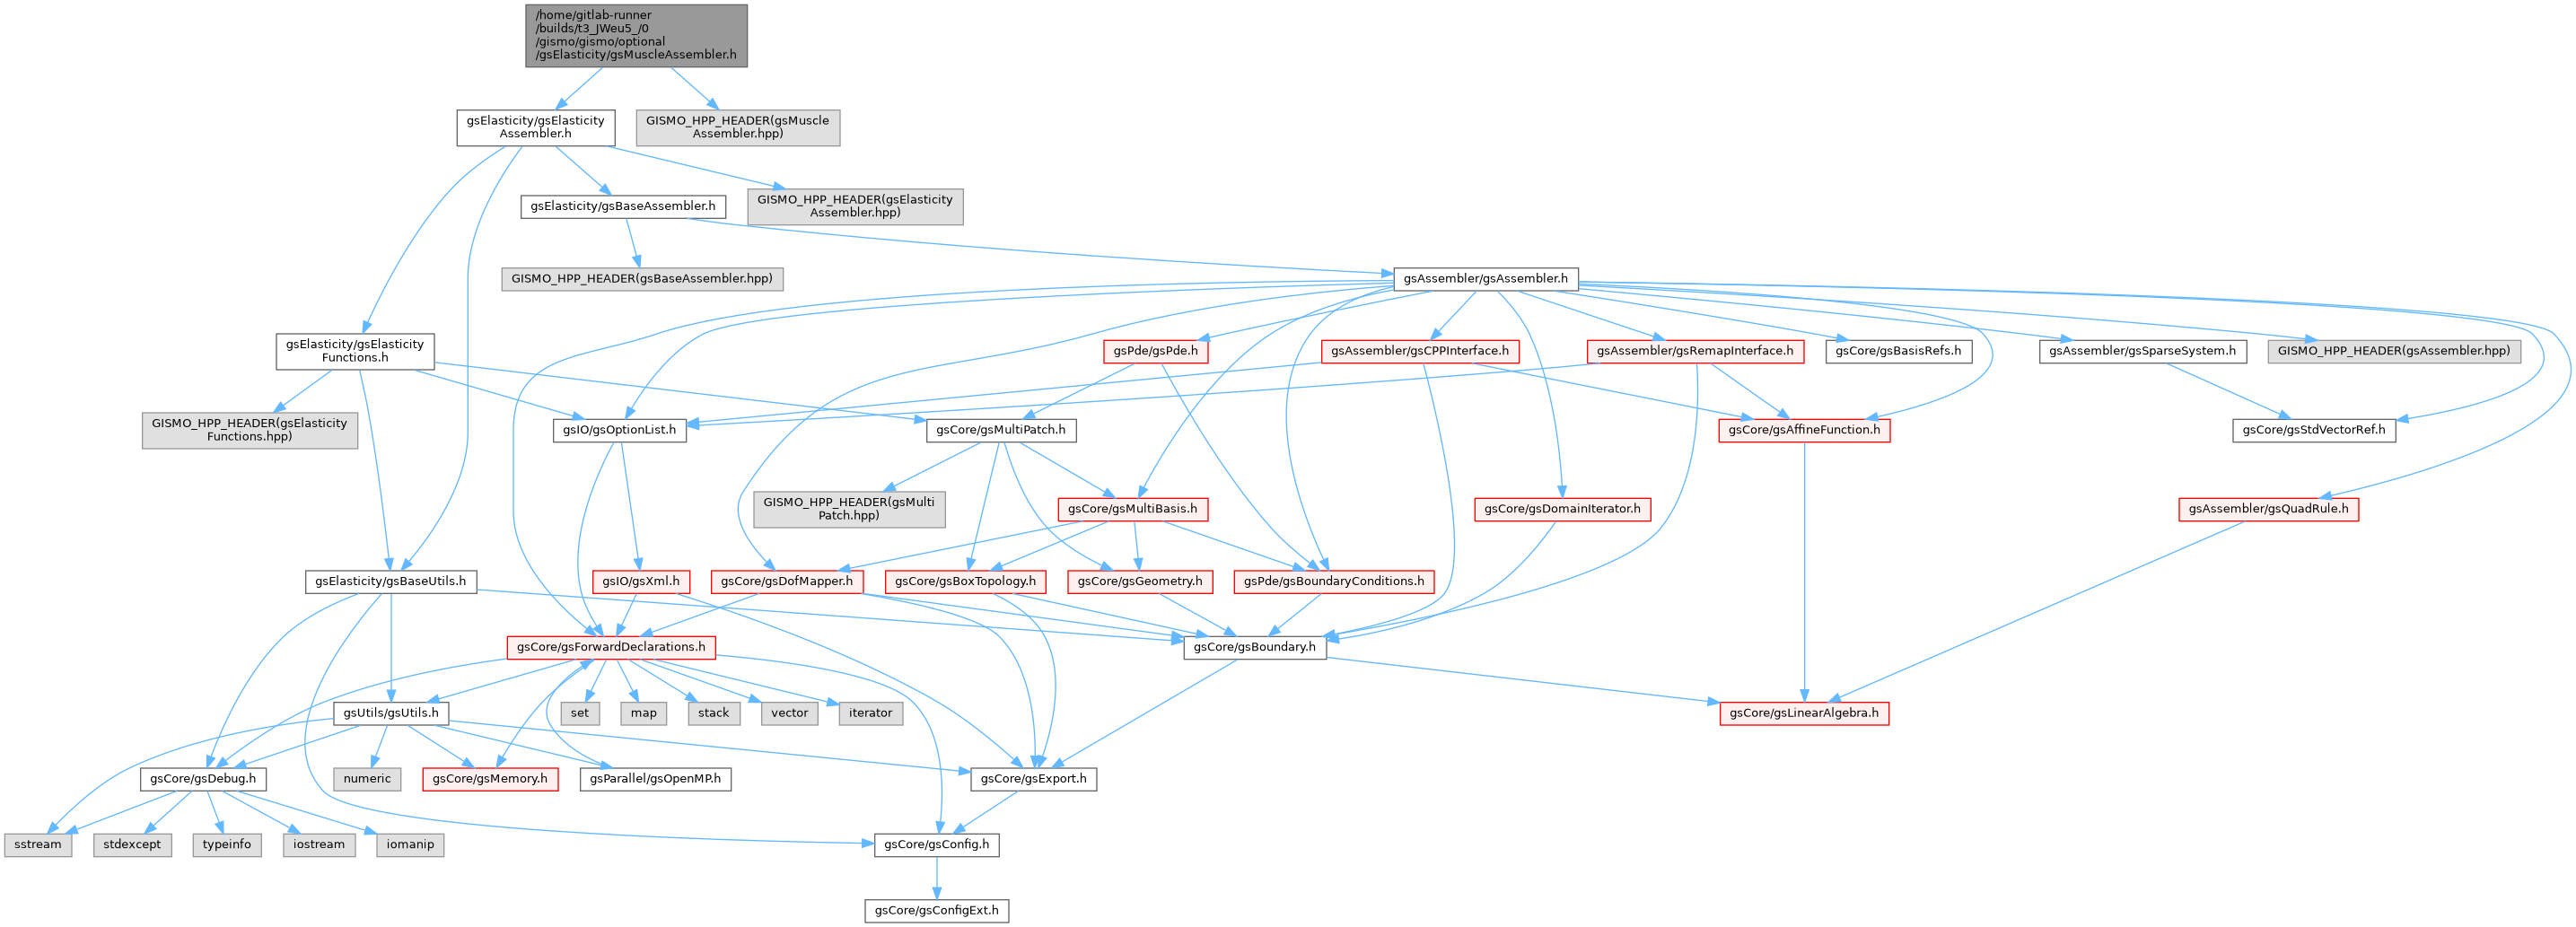 /home/gitlab-runner
/builds/t3_JWeu5_/0
/gismo/gismo/optional
/gsElasticity/gsMuscleAssembler.h
gsElasticity/gsElasticity
Assembler.h
GISMO_HPP_HEADER(gsMuscle
Assembler.hpp)
gsElasticity/gsBaseAssembler.h
GISMO_HPP_HEADER(gsElasticity
Assembler.hpp)
GISMO_HPP_HEADER(gsBaseAssembler.hpp)
gsAssembler/gsAssembler.h
gsElasticity/gsElasticity
Functions.h
gsPde/gsPde.h
gsAssembler/gsCPPInterface.h
gsAssembler/gsRemapInterface.h
gsCore/gsBasisRefs.h
gsAssembler/gsSparseSystem.h
GISMO_HPP_HEADER(gsAssembler.hpp)
GISMO_HPP_HEADER(gsElasticity
Functions.hpp)
gsIO/gsOptionList.h
gsCore/gsMultiPatch.h
gsCore/gsAffineFunction.h
gsCore/gsStdVectorRef.h
GISMO_HPP_HEADER(gsMulti
Patch.hpp)
gsCore/gsMultiBasis.h
gsCore/gsDomainIterator.h
gsAssembler/gsQuadRule.h
gsElasticity/gsBaseUtils.h
gsIO/gsXml.h
gsCore/gsDofMapper.h
gsCore/gsBoxTopology.h
gsCore/gsGeometry.h
gsPde/gsBoundaryConditions.h
gsCore/gsForwardDeclarations.h
gsCore/gsBoundary.h
gsUtils/gsUtils.h
set
map
stack
vector
iterator
gsCore/gsLinearAlgebra.h
gsCore/gsDebug.h
numeric
gsCore/gsMemory.h
gsParallel/gsOpenMP.h
gsCore/gsExport.h
sstream
stdexcept
typeinfo
iostream
iomanip
gsCore/gsConfig.h
gsCore/gsConfigExt.h